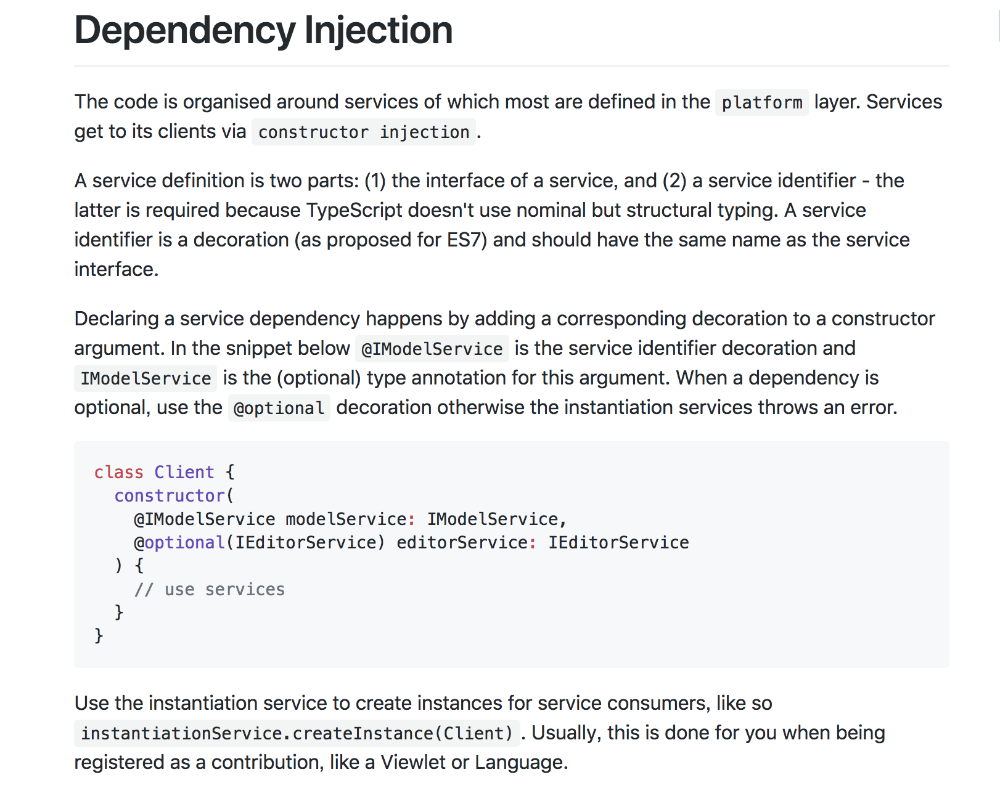 Dependency Injection
The code is organised around services of which most are defined in the platform layer. Services
get to its clients via constructor injection.
A service definition is two parts: (1) the interface of a service, and (2) a service identifier - the
latter is required because TypeScript doesn't use nominal but structural typing. A service
identifier is a decoration (as proposed for ES7) and should have the same name as the service
interface.
Declaring a service dependency happens by adding a corresponding decoration to a constructor
argument. In the snippet below @IModelService is the service identifier decoration and
IModelService is the (optional) type annotation for this argument. When a dependency is
optional, use the @optional decoration otherwise the instantiation services throws an error.
class Client {
  constructor(
    @IModelService modelService: IModelService,
    @optional(IEditorService) editorService: IEditorService
  ) {
    // use services
  }
}
Use the instantiation service to create instances for service consumers, like so
instantiationService.createInstance(Client). Usually, this is done for you when being
registered as a contribution, like a Viewlet or Language.